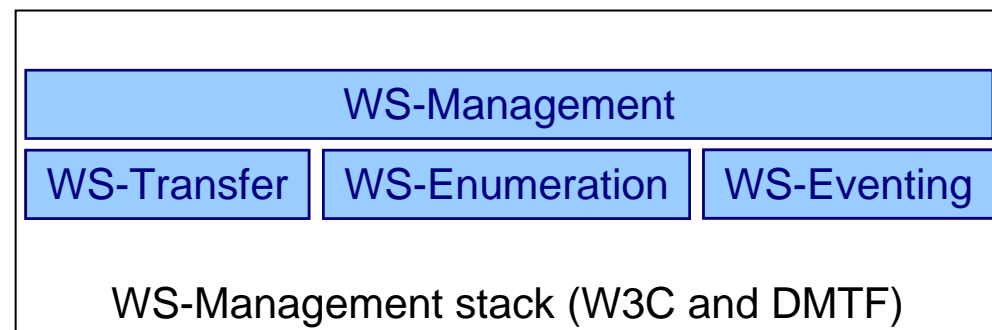 WS-Management
WS-Transfer WS-Enumeration WS-Eventing
WS-Management stack (W3C and DMTF)